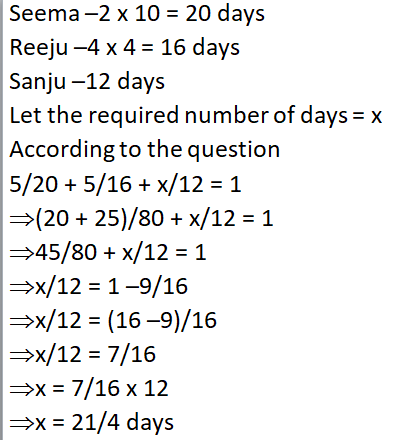 Seema –2 x 10 = 20 days
Reeju –4 x 4 = 16 days
Sanju –12 days
Let the required number of days = x
According to the question
5/20 + 5/16 + x/12 = 1
⇒(20 + 25)/80 + x/12 = 1
⇒45/80 + x/12 = 1
⇒x/12 = 1 –9/16
⇒x/12 = (16 –9)/16
⇒x/12 = 7/16
⇒x = 7/16 x 12
⇒x = 21/4 days